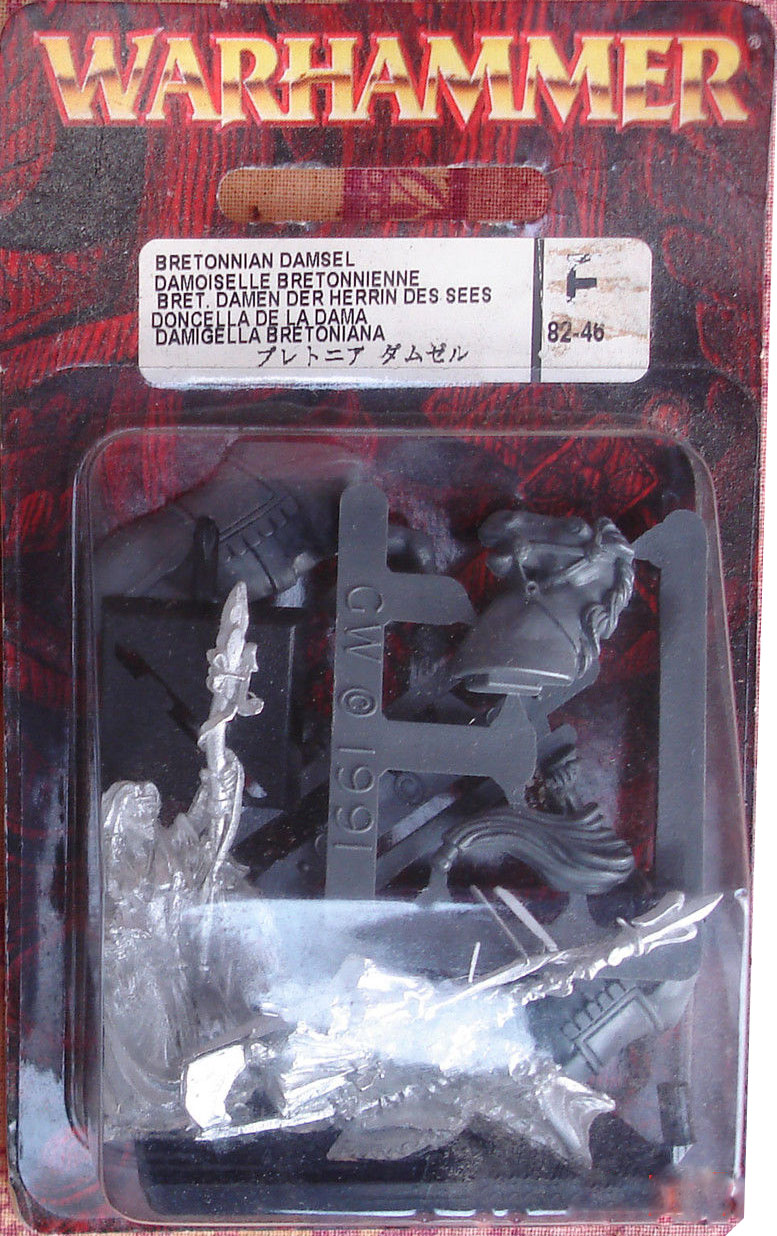 WARHAMMER®
BRETONNIAN DAMSEL
DAMOISELLE BRETONNIENNE
BRET. DAMEN DER HERRIN DES SEES
DONCELLA DE LA DAMA
DAMIGELLA BRETONIANA
ブレトニア ダムゼル
82-46
GW © 1991
©